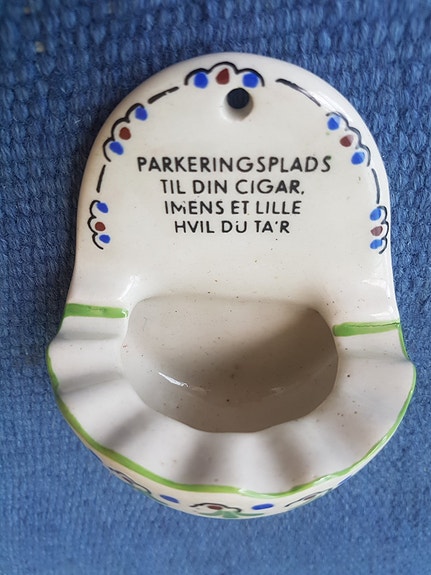 PARKERINGSPLADS
TIL DIN CIGAR,
IMENS ET LILLE
HVIL DU TA'R